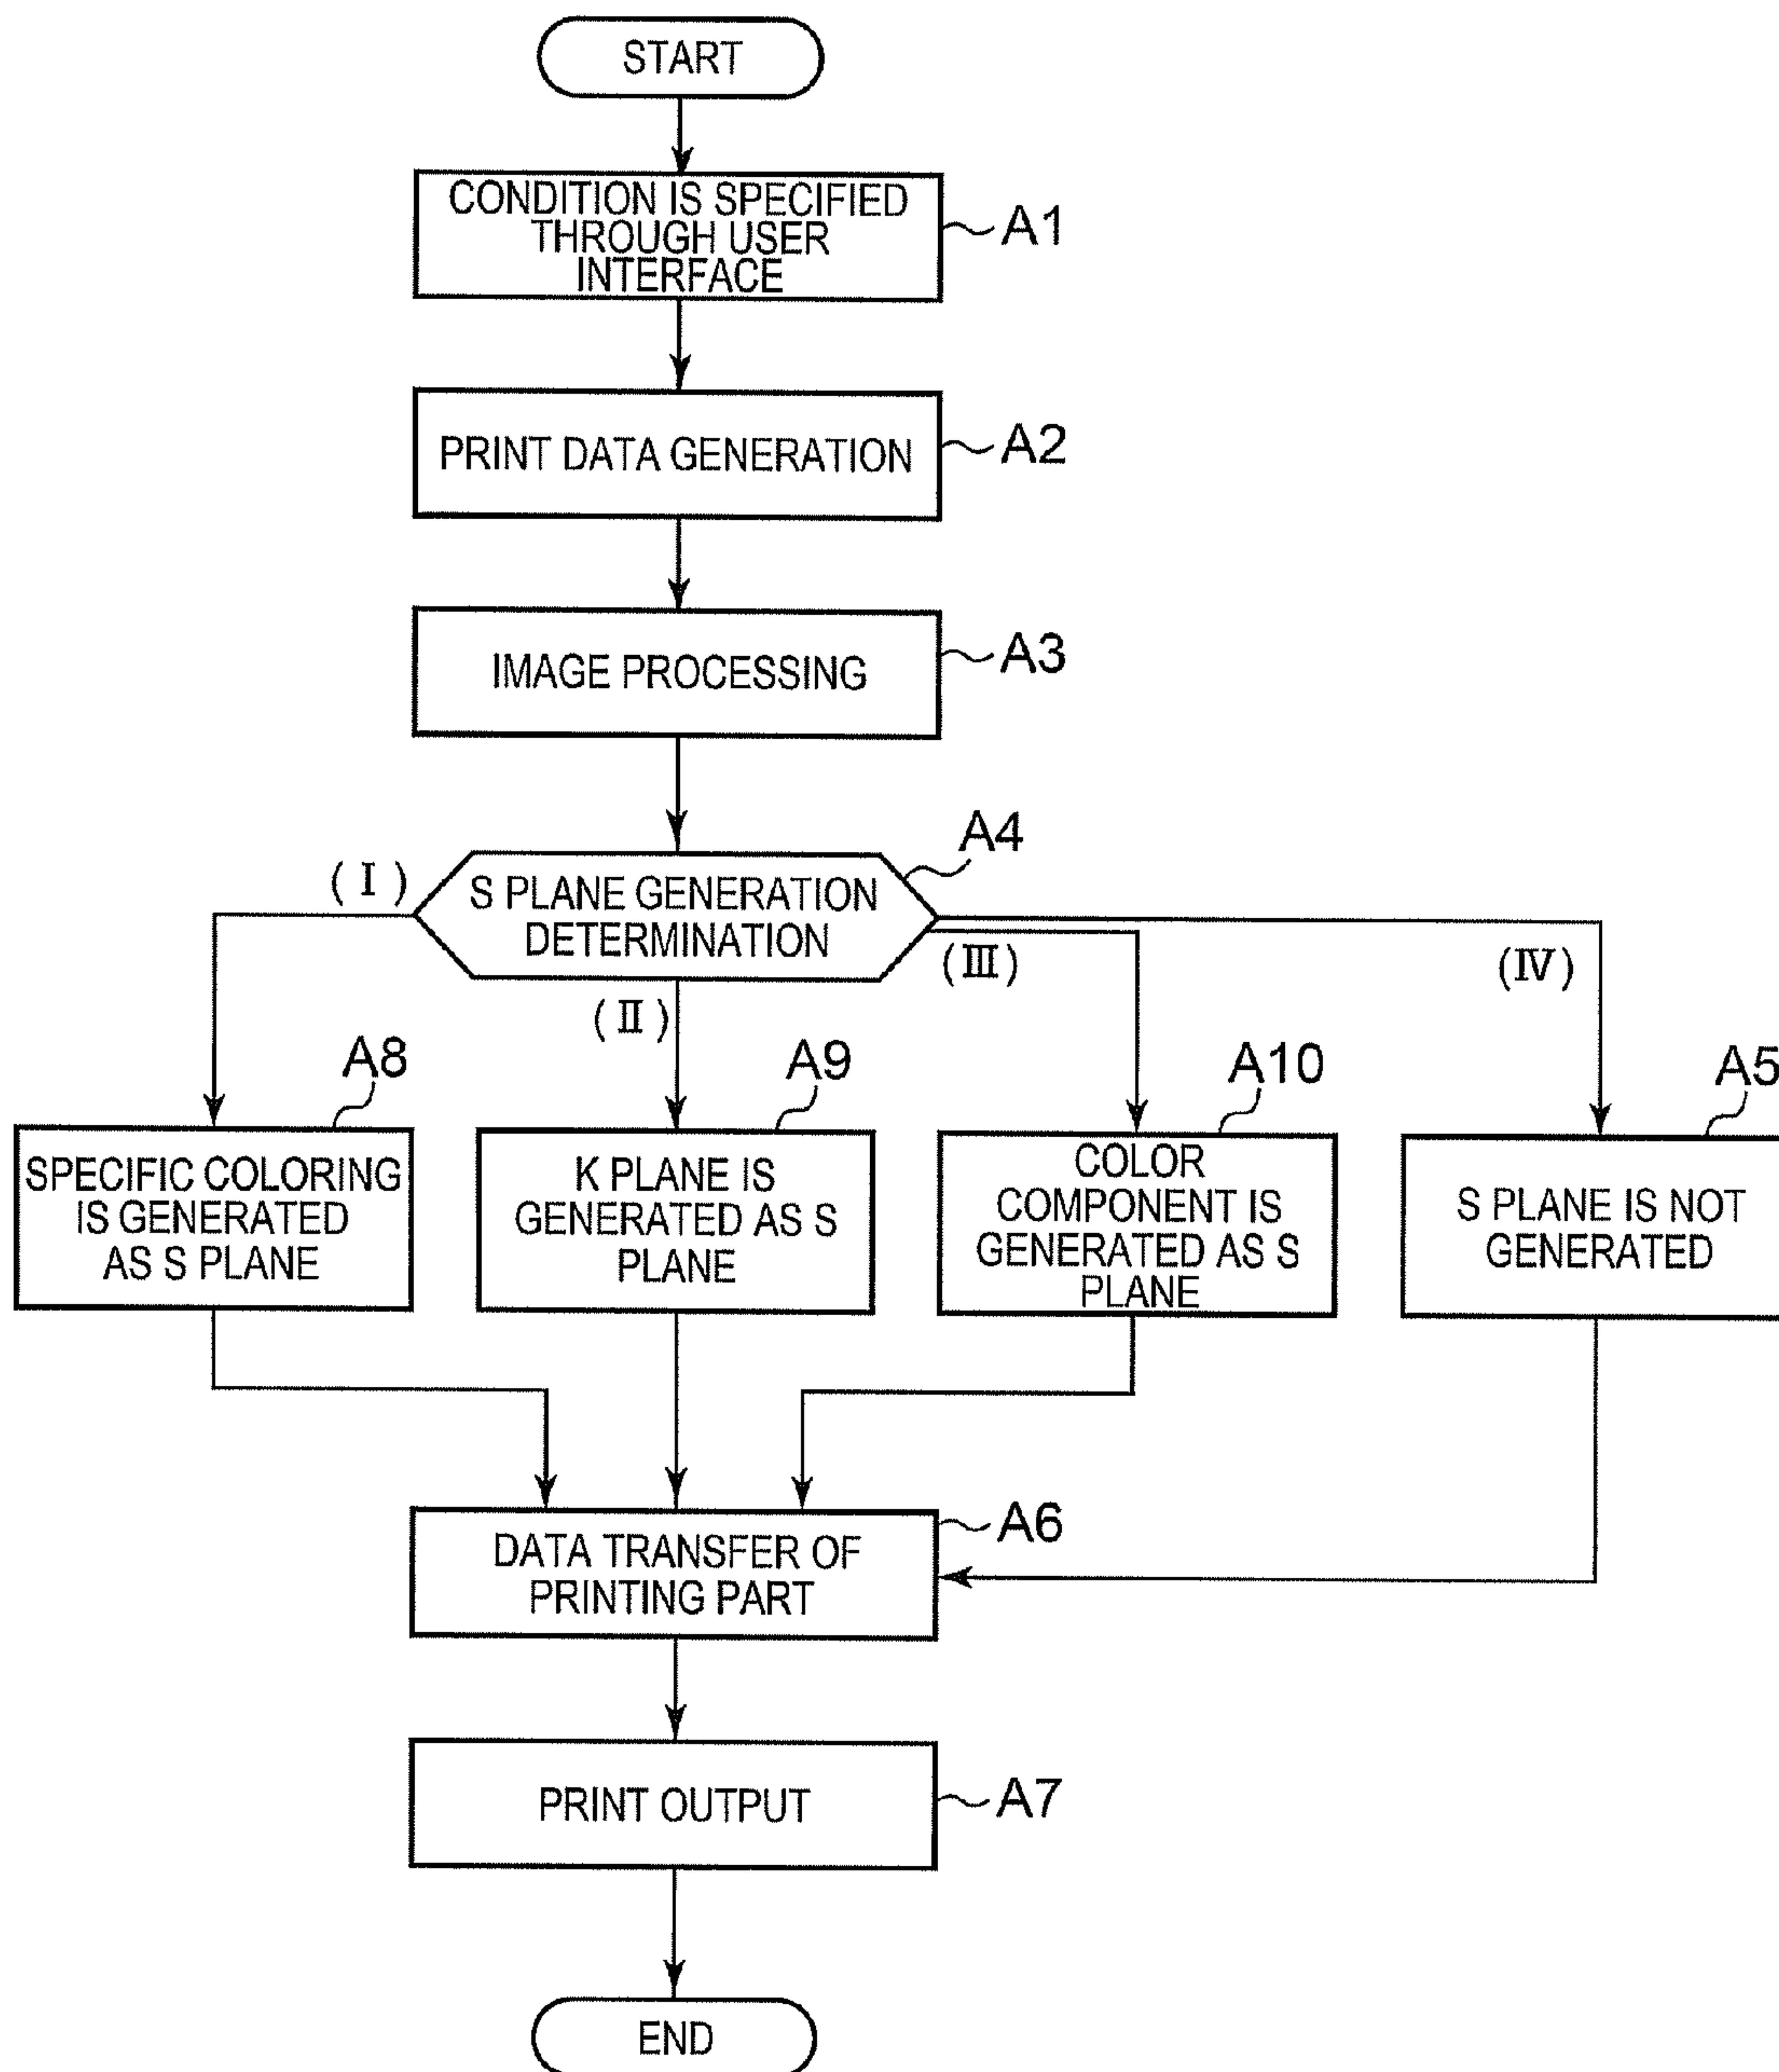 START
CONDITION IS SPECIFIED
THROUGH USER
INTERFACE
A1
PRINT DATA GENERATION
A2
IMAGE PROCESSING
A3
A4
(I)
S PLANE GENERATION
DETERMINATION
(II)
(III)
(IV)
A8
SPECIFIC COLORING
IS GENERATED
AS S PLANE
A9
K PLANE IS
GENERATED AS S
PLANE
A10
COLOR
COMPONENT IS
GENERATED AS S
PLANE
A5
S PLANE IS NOT
GENERATED
DATA TRANSFER OF
PRINTING PART
A6
PRINT OUTPUT
A7
END